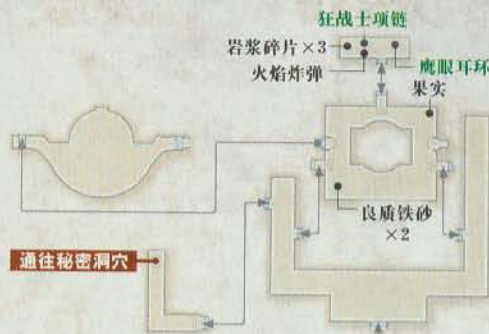 狂战士项链
岩浆碎片×3
火焰炸弹
鹰眼耳环
果实
良质铁砂
×2
通往秘密洞穴